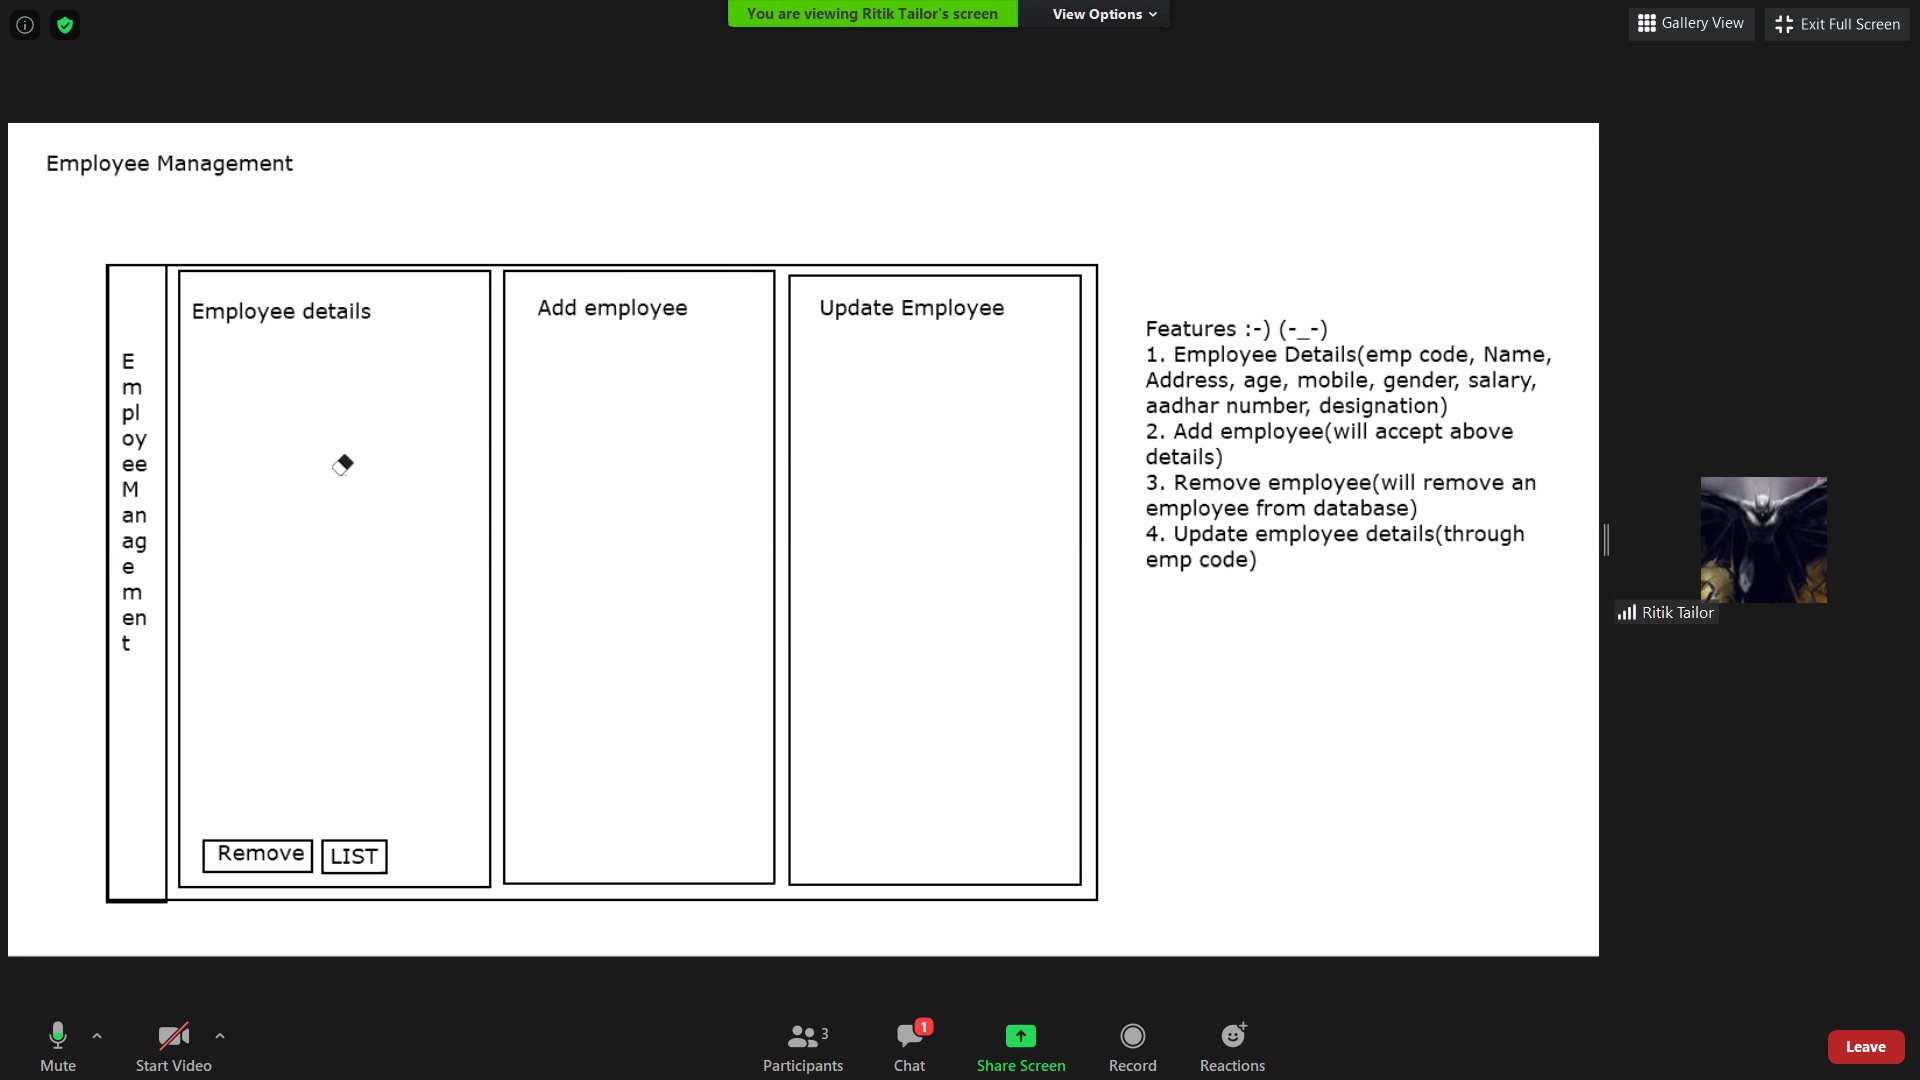 You are viewing Ritik Tailor's screen
View Options
Gallery View
Exit Full Screen
Employee Management
Employee details
Add employee
Update Employee
E
m
pl
oy
ee
M
an
ag
e
m
en
t
Remove
LIST
Features :-) (-_-)
1. Employee Details(emp code, Name,
Address, age, mobile, gender, salary,
aadhar number, designation)
2. Add employee(will accept above
details)
3. Remove employee(will remove an
employee from database)
4. Update employee details(through
emp code)
Ritik Tailor
Mute
Start Video
Participants
3
Chat
1
Share Screen
Record
Reactions
Leave